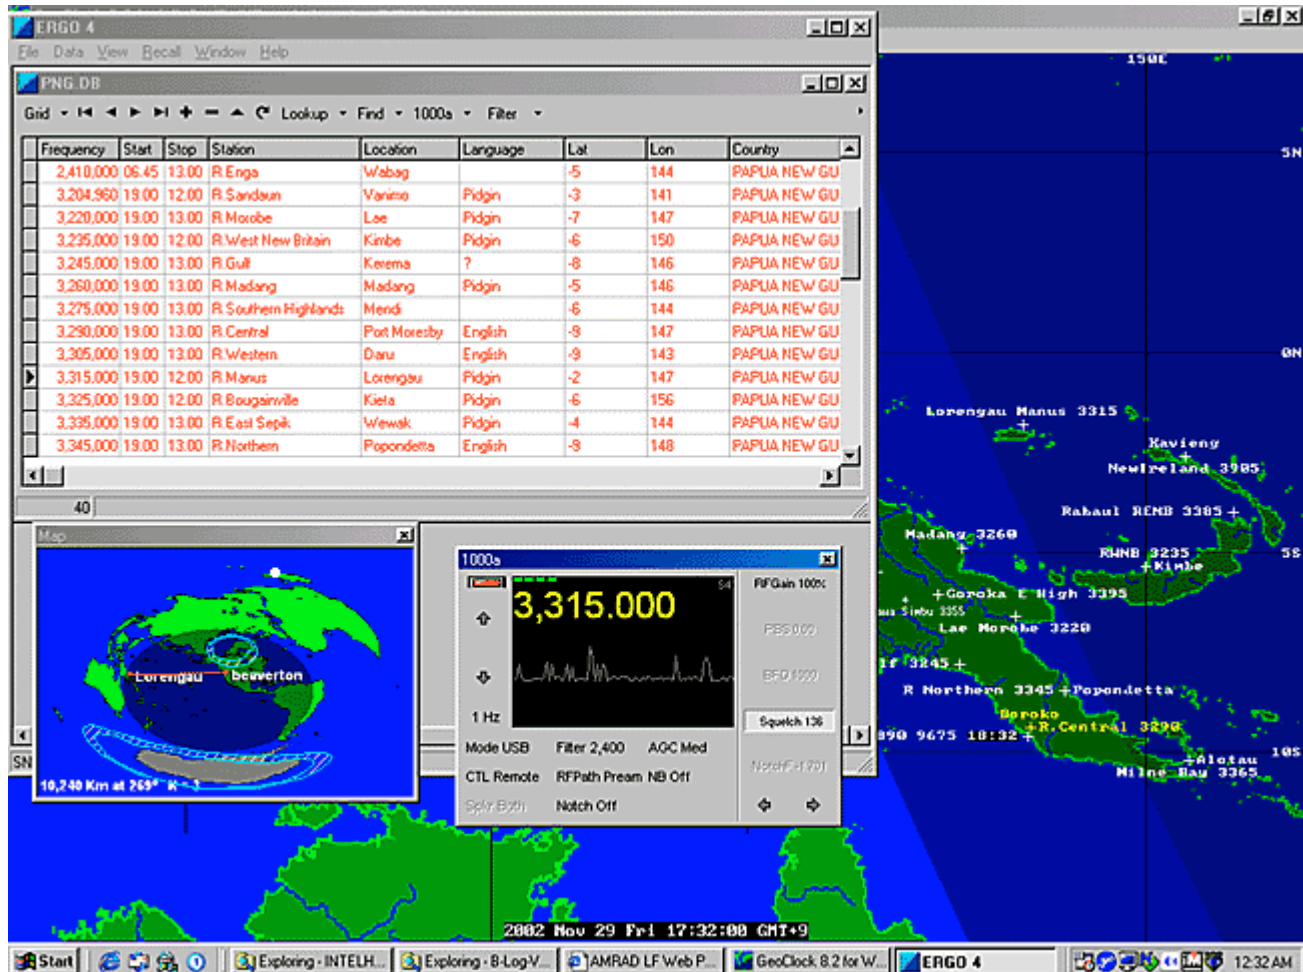 ERGO 4
File Data View Recall Window Help
PNG.DB
Grid Lookup Find 1000a Filter
Frequency Start Stop Station Location Language Lat Lon Country
2,410,000 06.45 13.00 R.Enga Wabag -5 144 PAPUA NEW GU
3,204,960 19.00 12.00 R.Sandaun Vanimo Pidgin -3 141 PAPUA NEW GU
3,220,000 19.00 13.00 R.Morobe Lae Pidgin -7 147 PAPUA NEW GU
3,235,000 19.00 12.00 R.West New Britain Kimbe Pidgin -6 150 PAPUA NEW GU
3,245,000 19.00 13.00 R.Gulf Kerema ? -8 146 PAPUA NEW GU
3,260,000 19.00 13.00 R.Madang Madang Pidgin -5 146 PAPUA NEW GU
3,275,000 19.00 13.00 R.Southern Highlands Mendi -6 144 PAPUA NEW GU
3,290,000 19.00 13.00 R.Central Port Moresby English -9 147 PAPUA NEW GU
3,305,000 19.00 13.00 R.Western Daru English -9 143 PAPUA NEW GU
3,315,000 19.00 12.00 R.Manus Lorengau Pidgin -2 147 PAPUA NEW GU
3,325,000 19.00 12.00 R.Bougainville Kieta Pidgin -6 156 PAPUA NEW GU
3,335,000 19.00 13.00 R.East Sepik Wewak Pidgin -4 144 PAPUA NEW GU
3,345,000 19.00 13.00 R.Northern Popondetta English -9 148 PAPUA NEW GU
40
Map
Lorengau beaverton
10,240 Km at 269° K = ?
SN
1000a
3,315.000
S4
1 Hz
Mode USB Filter 2,400 AGC Med
CTL Remote RFPath Pream NB Off
Spkr Both Notch Off
RFGain 100%
PBS 000
Squelch 136
150E
5N
0N
5S
10S
Lorengau Manus 3315
Kavieng
NewIreland 3905
Rabaul RENB 3385
Madang 3260
RWNB 3235
Kimbe
Goroka E High 3395
Simbu 3355
Lae Morobe 3220
lf 3245
R Northern 3345 Popondetta
Boroko
R.Central 3290
890 9675 18:32
Alotau
Milne Bay 3365
2002 Nov 29 Fri 17:32:00 GMT+9
Start Exploring - INTELH... Exploring - B-Log-V... AMRAD LF Web P... GeoClock 8.2 for W... ERGO 4 12:32 AM